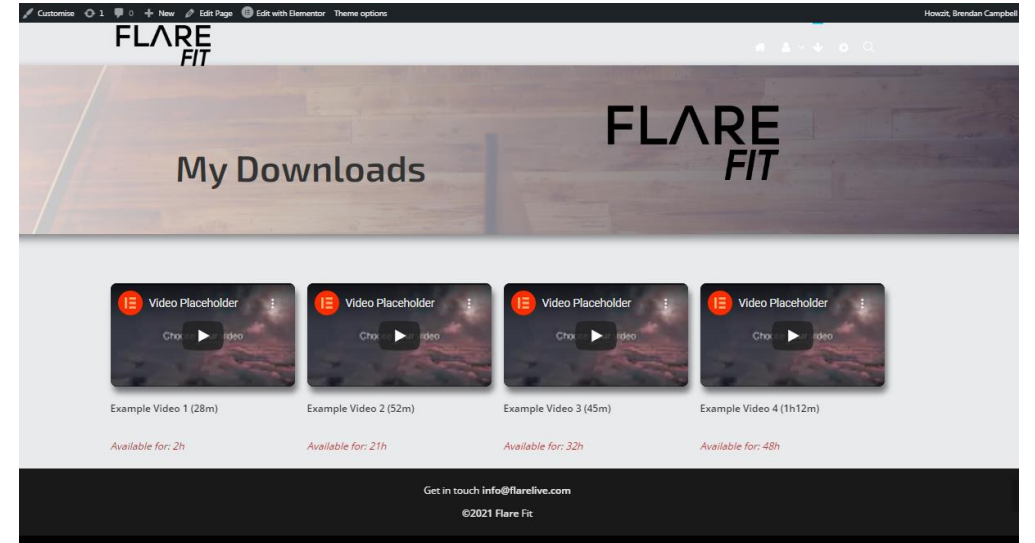 Customise 1 0 New Edit Page Edit with Elementor Theme options Howzit, Brendan Campbell
FLARE
FIT
FLARE
FIT
My Downloads
Video Placeholder Video Placeholder Video Placeholder Video Placeholder
Example Video 1 (28m) Example Video 2 (52m) Example Video 3 (45m) Example Video 4 (1h12m)
Available for: 2h Available for: 21h Available for: 32h Available for: 48h
Get in touch info@flarelive.com
©2021 Flare Fit